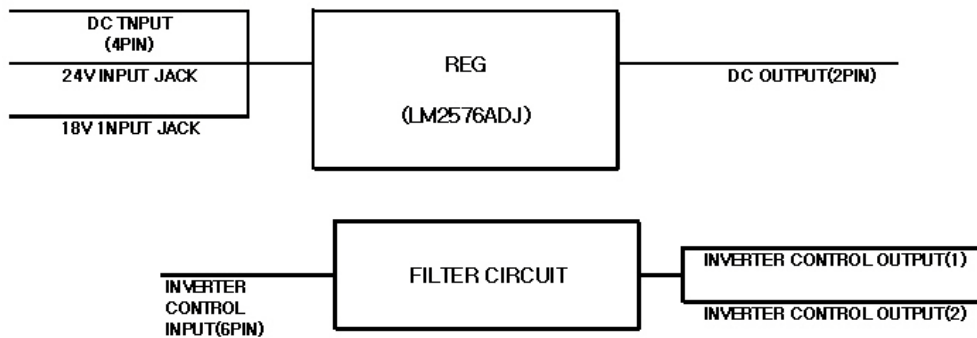 DC TNPUT
(4PIN)
24V INPUT JACK
18V 1NPUT JACK
REG
(LM2576ADJ)
DC OUTPUT(2PIN)
INVERTER
CONTROL
INPUT(6PIN)
FILTER CIRCUIT
INVERTER CONTROL OUTPUT(1)
INVERTER CONTROL OUTPUT(2)